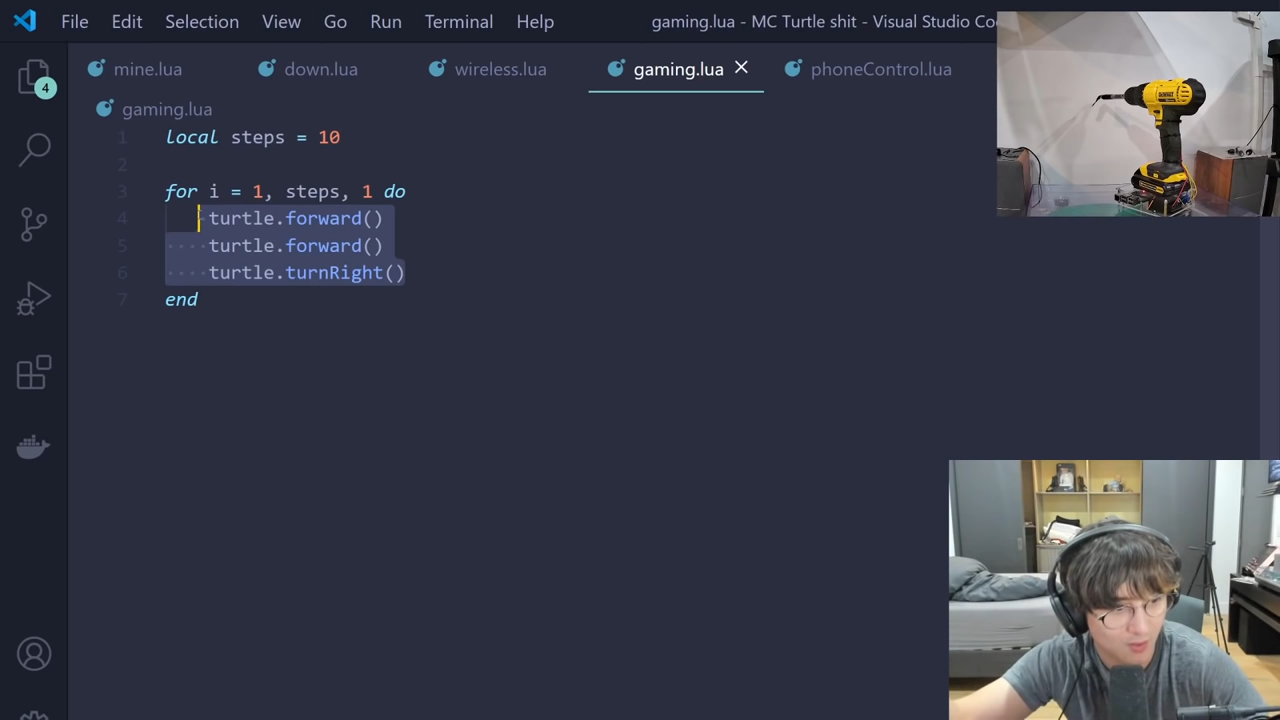 File Edit Selection View Go Run Terminal Help gaming.lua - MC Turtle shit - Visual Studio
mine.lua down.lua wireless.lua gaming.lua phoneControl.lua
4
gaming.lua
1 local steps = 10
2
3 for i = 1, steps, 1 do
4 turtle.forward()
5 turtle.forward()
6 turtle.turnRight()
7 end
DEWALT